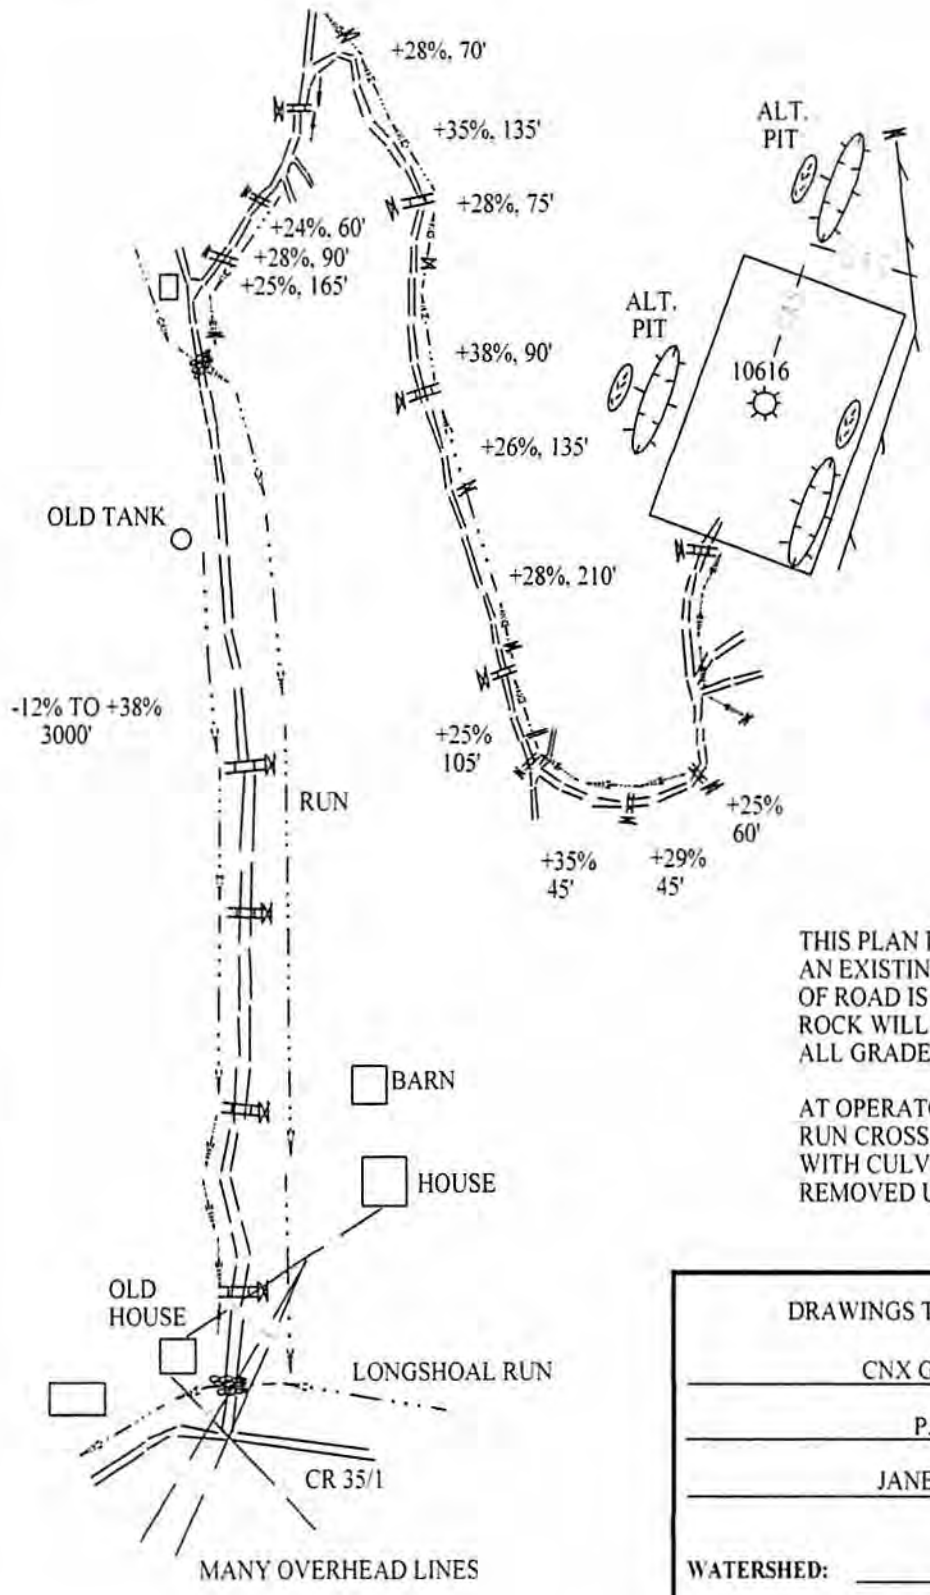 +28%, 70'
+35%, 135'
ALT.
PIT
+28%, 75'
+24%, 60'
+28%, 90'
+25%, 165'
GAS
ALT.
PIT
GAS
+38%, 90'
10616
+26%, 135'
OLD TANK
+28%, 210'
-12% TO +38%
3000'
+25%
105'
RUN
+25%
60'
+35%
45'
+29%
45'
THIS PLAN
AN EXISTIN
OF ROAD IS
ROCK WILL
ALL GRADE
BARN
AT OPERATO
RUN CROSS
WITH CULV
REMOVED U
HOUSE
OLD
HOUSE
DRAWINGS T
LONGSHOAL RUN
CNX G
P
JANE
CR 35/1
MANY OVERHEAD LINES
WATERSHED: